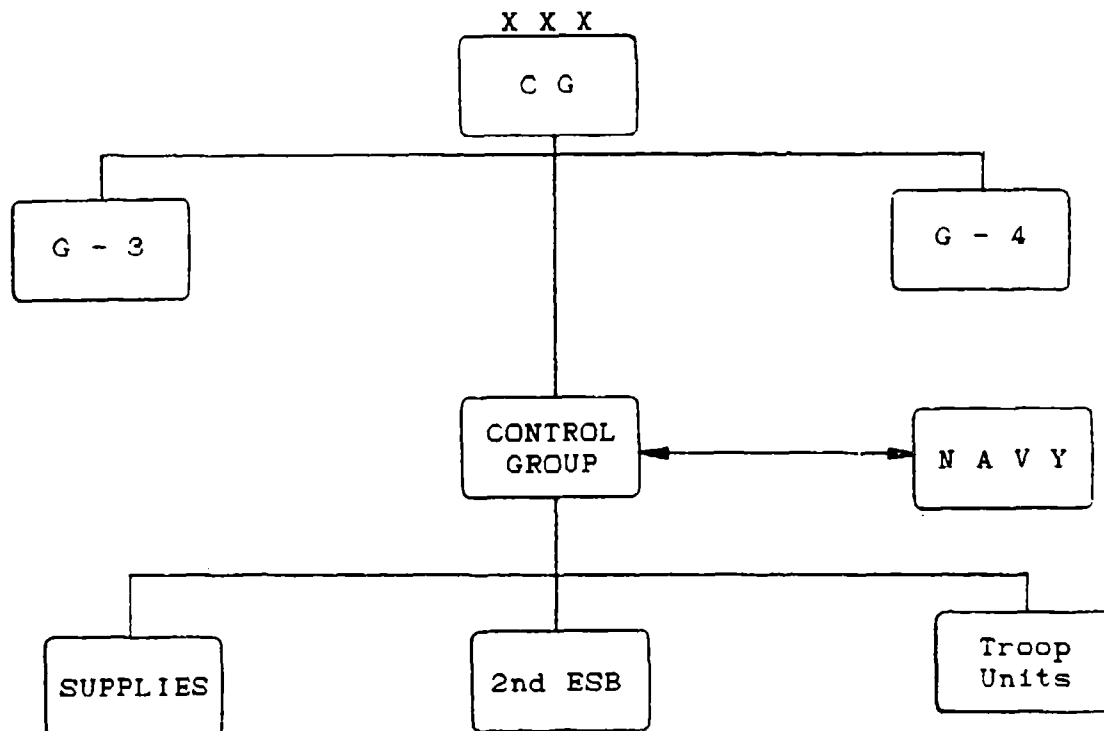 X X X
C G
G - 3
G - 4
CONTROL
GROUP
N A V Y
SUPPLIES
2nd ESB
Troop
Units